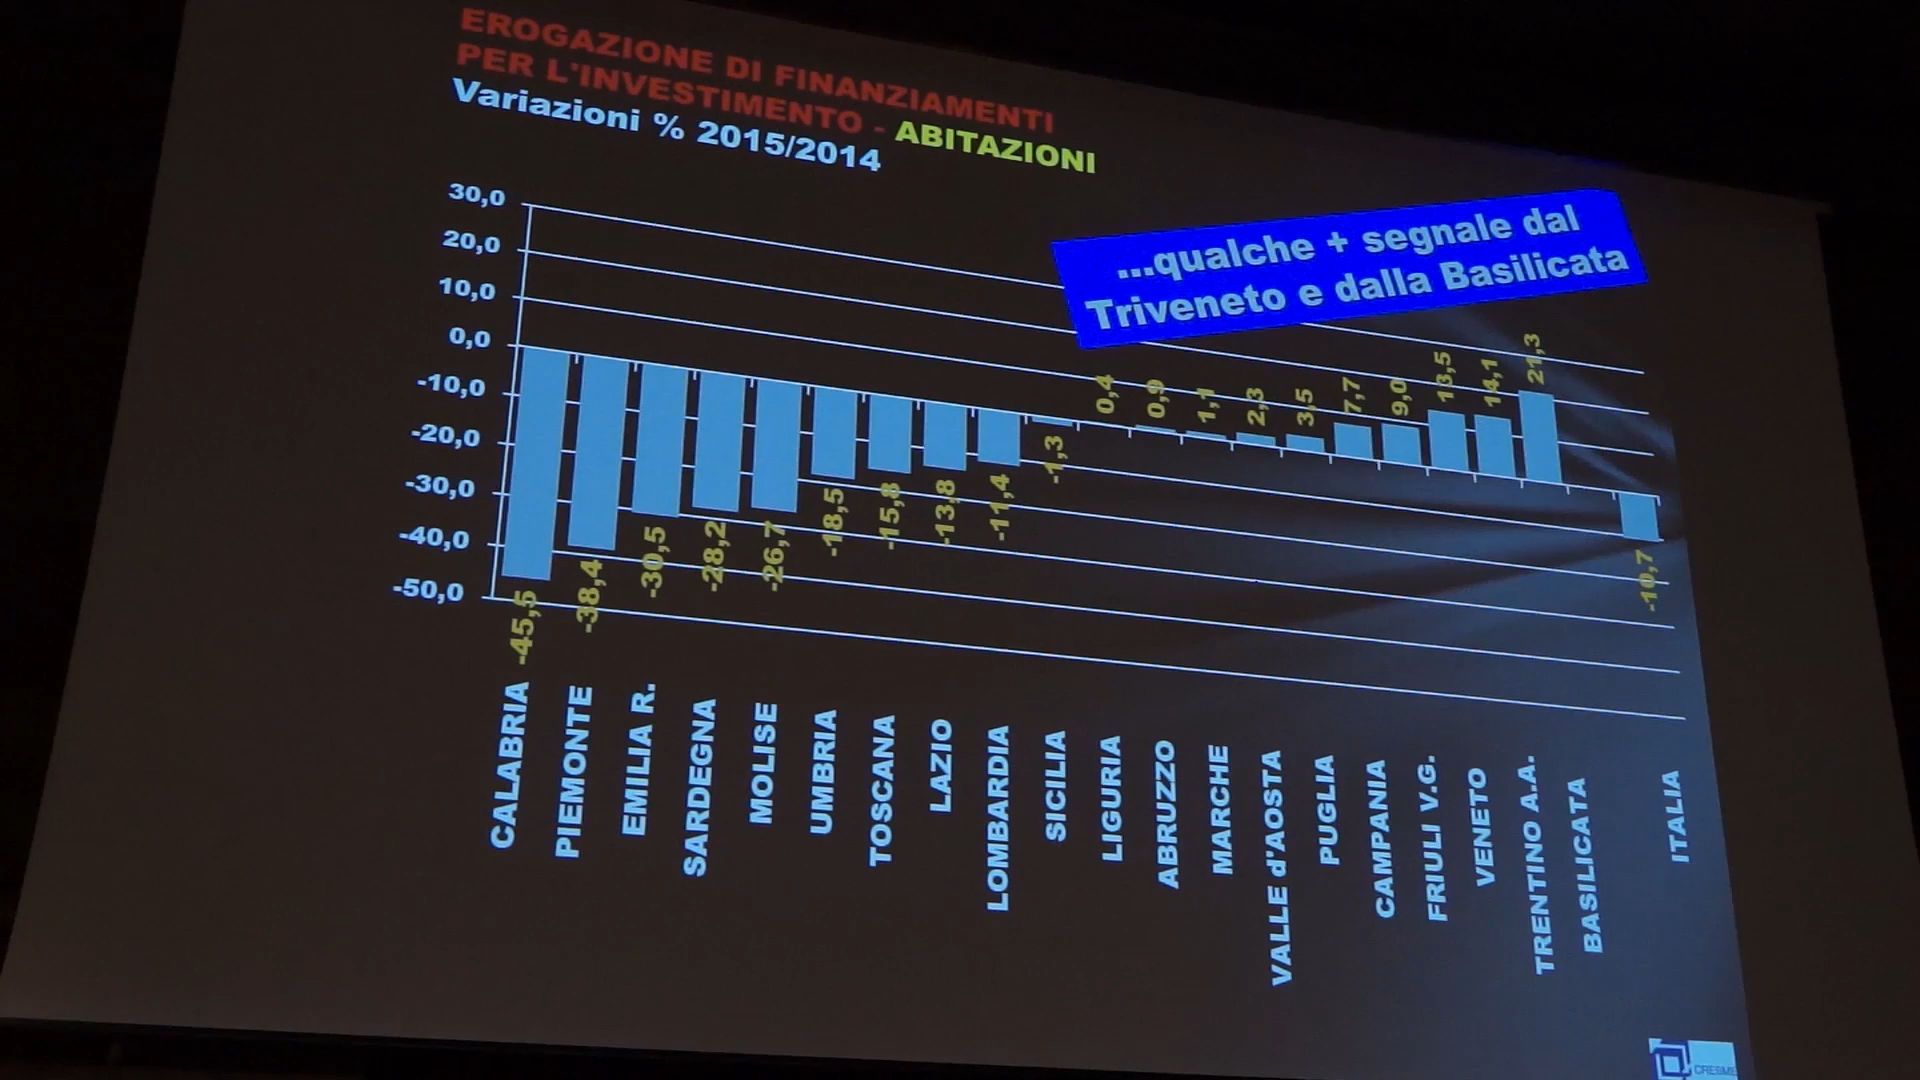 EROGAZIONE DI FINANZIAMENTI
PER L'INVESTIMENTO - ABITAZIONI
Variazioni % 2015/2014
...qualche + segnale dal
Triveneto e dalla Basilicata
30,0
20,0
10,0
0,0
-10,0
-20,0
-30,0
-40,0
-50,0
-45,5
-38,4
-30,5
-28,2
-26,7
-18,5
-15,8
-13,8
-11,4
-1,3
0,4
0,9
1,1
2,3
3,5
7,7
9,0
13,5
14,1
21,3
-10,7
CALABRIA
PIEMONTE
EMILIA R.
SARDEGNA
MOLISE
UMBRIA
TOSCANA
LAZIO
LOMBARDIA
SICILIA
LIGURIA
ABRUZZO
MARCHE
VALLE d'AOSTA
PUGLIA
CAMPANIA
FRIULI V.G.
VENETO
TRENTINO A.A.
BASILICATA
ITALIA
CRESME